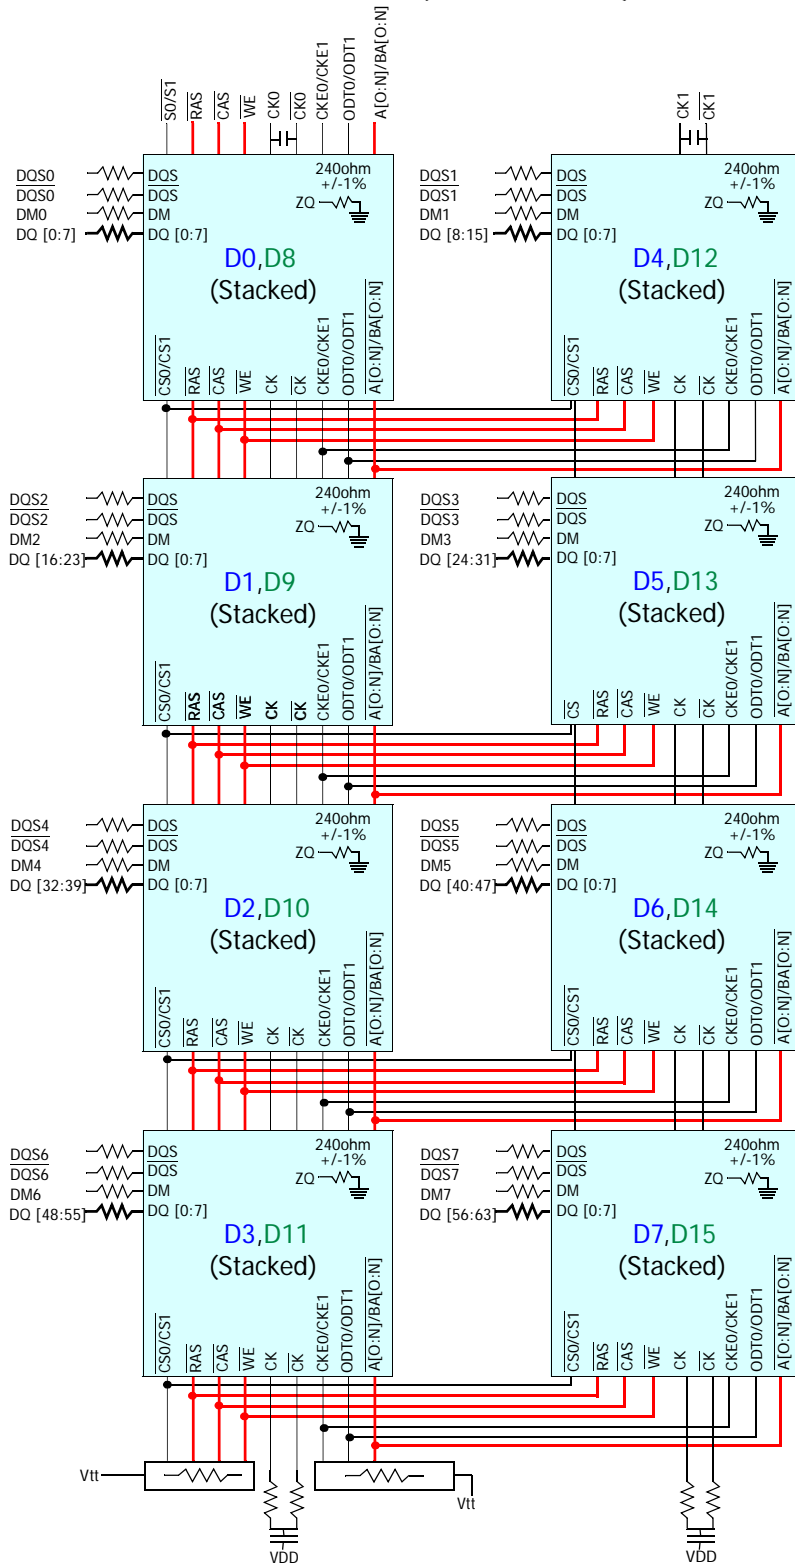 S0/S1
RAS
CAS
WE
CK0
CK0
CKE0/CKE1
ODT0/ODT1
A[O:N]/BA[O:N]
CK1
CK1
DQS0
DQS0
DM0
DQ [0:7]
DQS
DQS
DM
DQ [0:7]
240ohm
+/-1%
ZQ
D0,D8
(Stacked)
CS0/CS1
RAS
CAS
WE
CK
CK
CKE0/CKE1
ODT0/ODT1
A[O:N]/BA[O:N]
DQS1
DQS1
DM1
DQ [8:15]
DQS
DQS
DM
DQ [0:7]
240ohm
+/-1%
ZQ
D4,D12
(Stacked)
CS0/CS1
RAS
CAS
WE
CK
CK
CKE0/CKE1
ODT0/ODT1
A[O:N]/BA[O:N]
DQS2
DQS2
DM2
DQ [16:23]
DQS
DQS
DM
DQ [0:7]
240ohm
+/-1%
ZQ
D1,D9
(Stacked)
CS0/CS1
RAS
CAS
WE
CK
CK
CKE0/CKE1
ODT0/ODT1
A[O:N]/BA[O:N]
DQS3
DQS3
DM3
DQ [24:31]
DQS
DQS
DM
DQ [0:7]
240ohm
+/-1%
ZQ
D5,D13
(Stacked)
CS
RAS
CAS
WE
CK
CK
CKE0/CKE1
ODT0/ODT1
A[O:N]/BA[O:N]
DQS4
DQS4
DM4
DQ [32:39]
DQS
DQS
DM
DQ [0:7]
240ohm
+/-1%
ZQ
D2,D10
(Stacked)
CS0/CS1
RAS
CAS
WE
CK
CK
CKE0/CKE1
ODT0/ODT1
A[O:N]/BA[O:N]
DQS5
DQS5
DM5
DQ [40:47]
DQS
DQS
DM
DQ [0:7]
240ohm
+/-1%
ZQ
D6,D14
(Stacked)
CS0/CS1
RAS
CAS
WE
CK
CK
CKE0/CKE1
ODT0/ODT1
A[O:N]/BA[O:N]
DQS6
DQS6
DM6
DQ [48:55]
DQS
DQS
DM
DQ [0:7]
240ohm
+/-1%
ZQ
D3,D11
(Stacked)
CS0/CS1
RAS
CAS
WE
CK
CK
CKE0/CKE1
ODT0/ODT1
A[O:N]/BA[O:N]
DQS7
DQS7
DM7
DQ [56:63]
DQS
DQS
DM
DQ [0:7]
240ohm
+/-1%
ZQ
D7,D15
(Stacked)
CS0/CS1
RAS
CAS
WE
CK
CK
CKE0/CKE1
ODT0/ODT1
A[O:N]/BA[O:N]
Vtt
Vtt
VDD
VDD